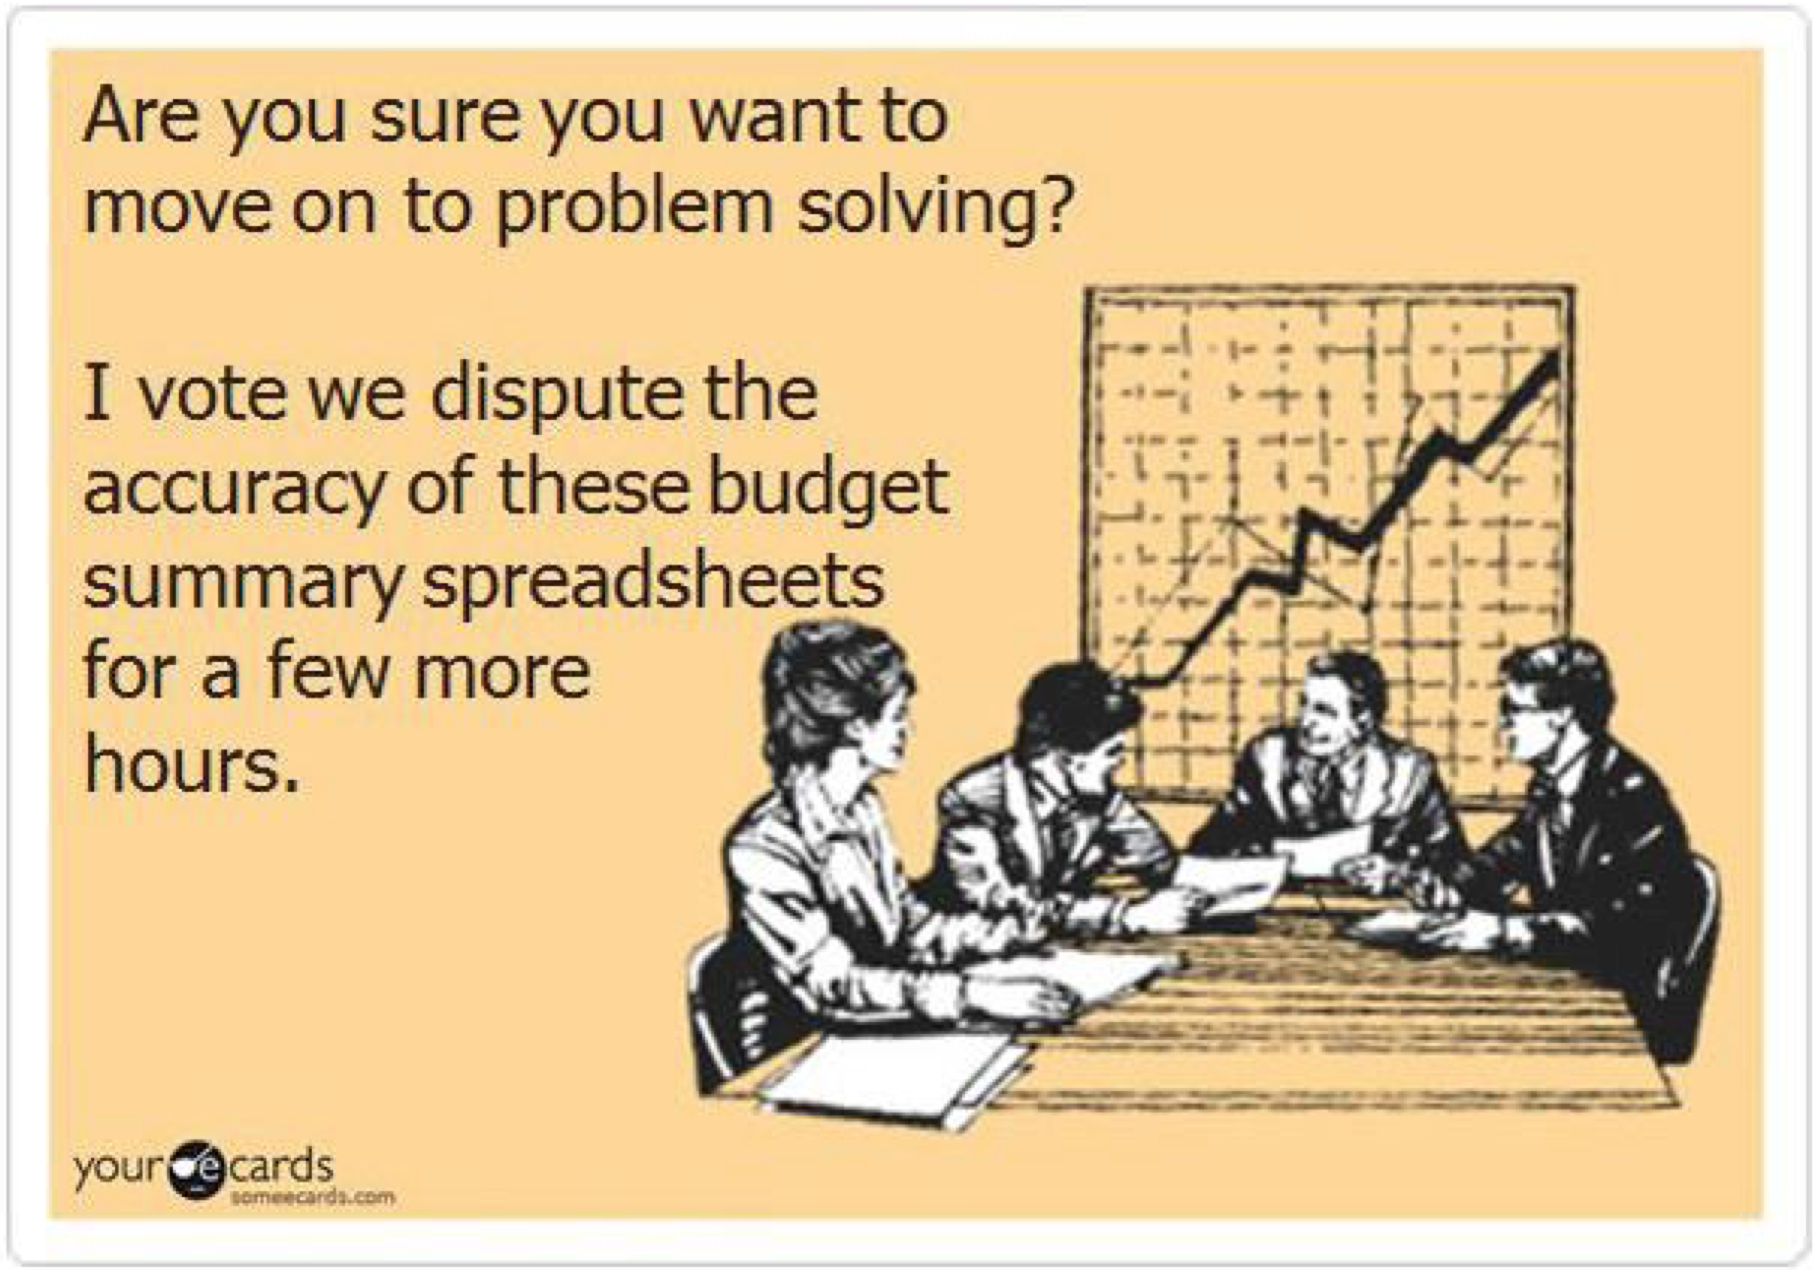 Are you sure you want to
move on to problem solving?
I vote we dispute the
accuracy of these budget
summary spreadsheets
for a few more
hours.
your e cards
someecards.com